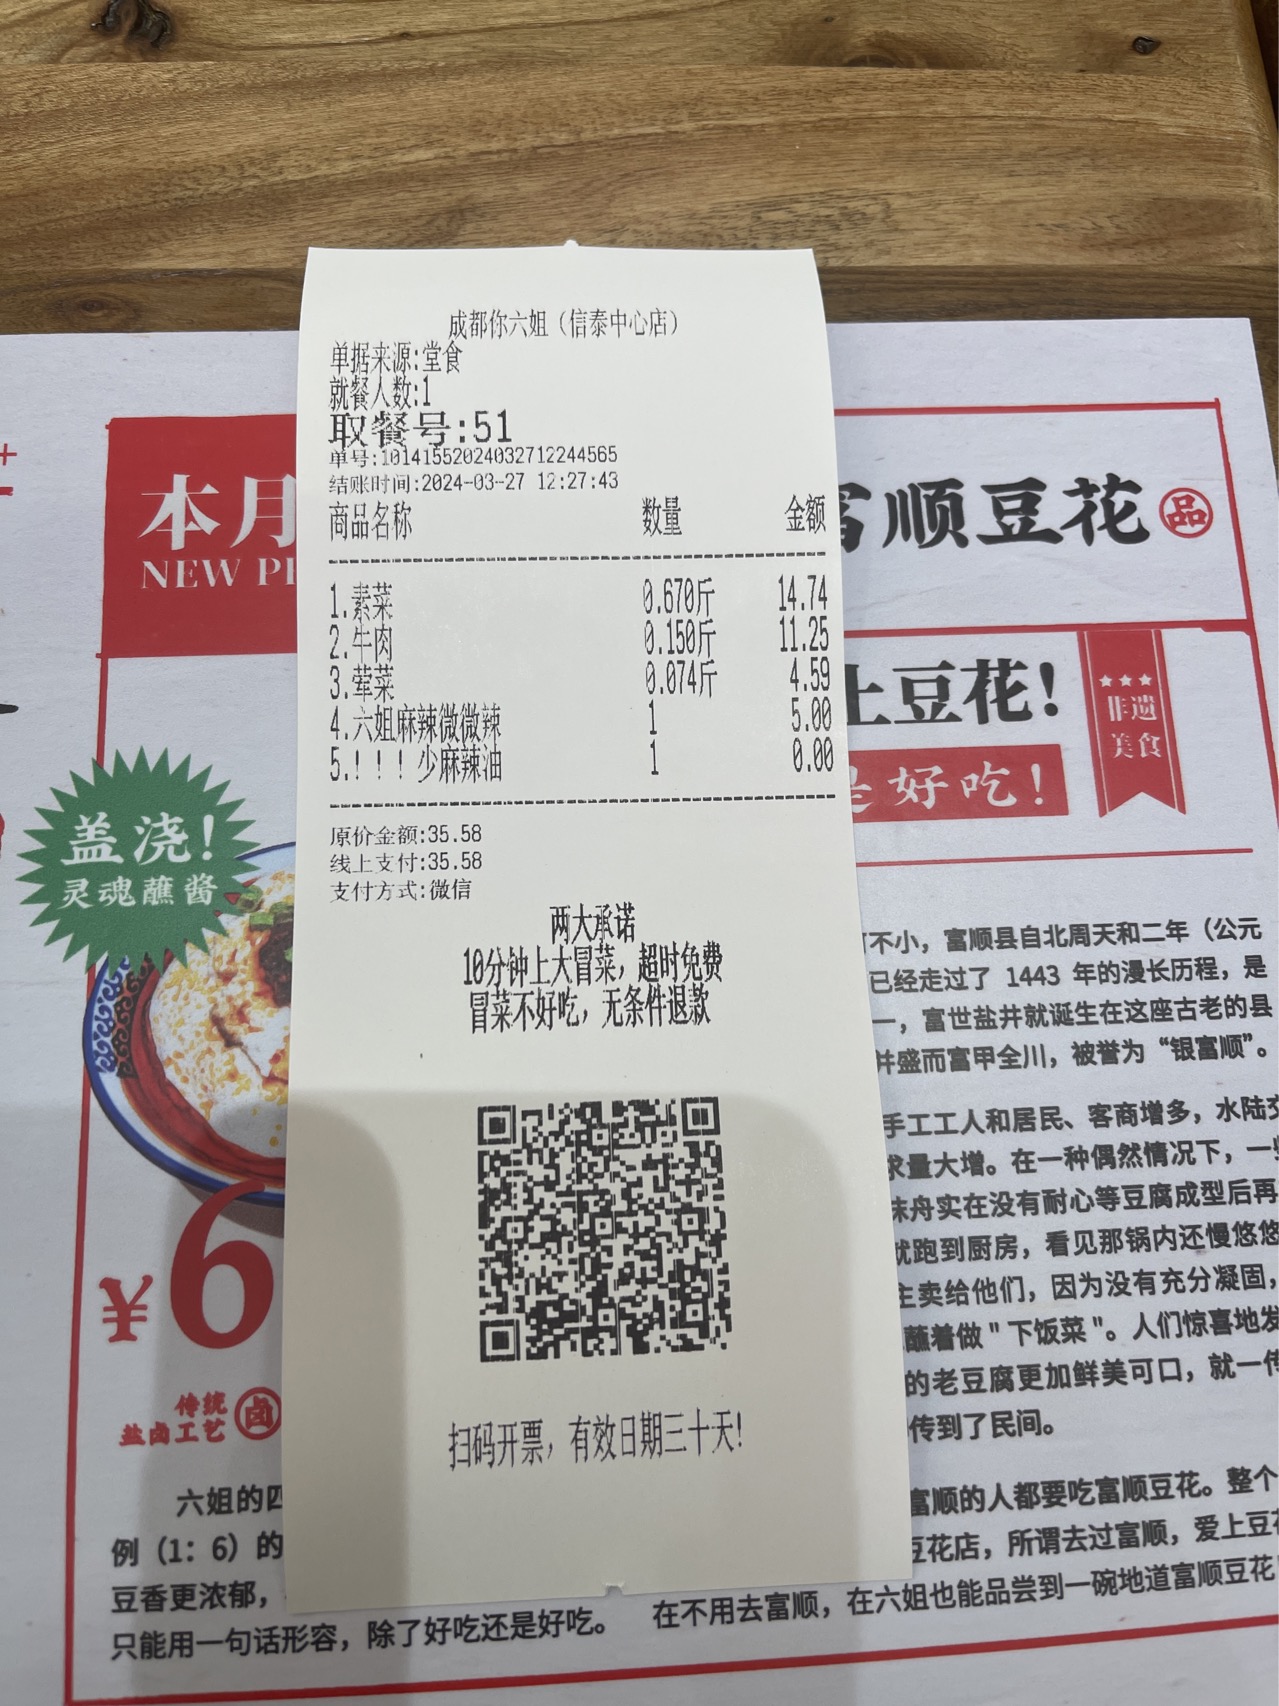 成都你六姐（信泰中心店）
单据来源:堂食
就餐人数:1
取餐号:51
单号:10141552024032712244565
结账时间:2024-03-27 12:27:43
商品名称 数量 金额
1.素菜 0.670斤 14.74
2.牛肉 0.150斤 11.25
3.荤菜 0.074斤 4.59
4.六姐麻辣微微辣 1 5.00
5.！！！少麻辣油 1 0.00
原价金额:35.58
线上支付:35.58
支付方式:微信
两大承诺
10分钟上大冒菜，超时免费
冒菜不好吃，无条件退款
扫码开票，有效日期三十天!
本月
NEW
富顺豆花 品
上豆花!
非遗
美食
好吃!
盖浇!
灵魂蘸酱
¥6
传统
盐卤工艺 卤
不小，富顺县自北周天和二年（公元
已经走过了 1443 年的漫长历程，是
一，富世盐井就诞生在这座古老的县
井盛而富甲全川，被誉为“银富顺”。
手工工人和居民、客商增多，水陆交
求量大增。在一种偶然情况下，一些
舟实在没有耐心等豆腐成型后再
就跑到厨房，看见那锅内还慢悠悠
主卖给他们，因为没有充分凝固，
蘸着做"下饭菜"。人们惊喜地发
的老豆腐更加鲜美可口，就一传
传到了民间。
六姐的四
例（1：6）的
豆香更浓郁，
只能用一句话形容，除了好吃还是好吃。
富顺的人都要吃富顺豆花。整个
豆花店，所谓去过富顺，爱上豆花
在不用去富顺，在六姐也能品尝到一碗地道富顺豆花